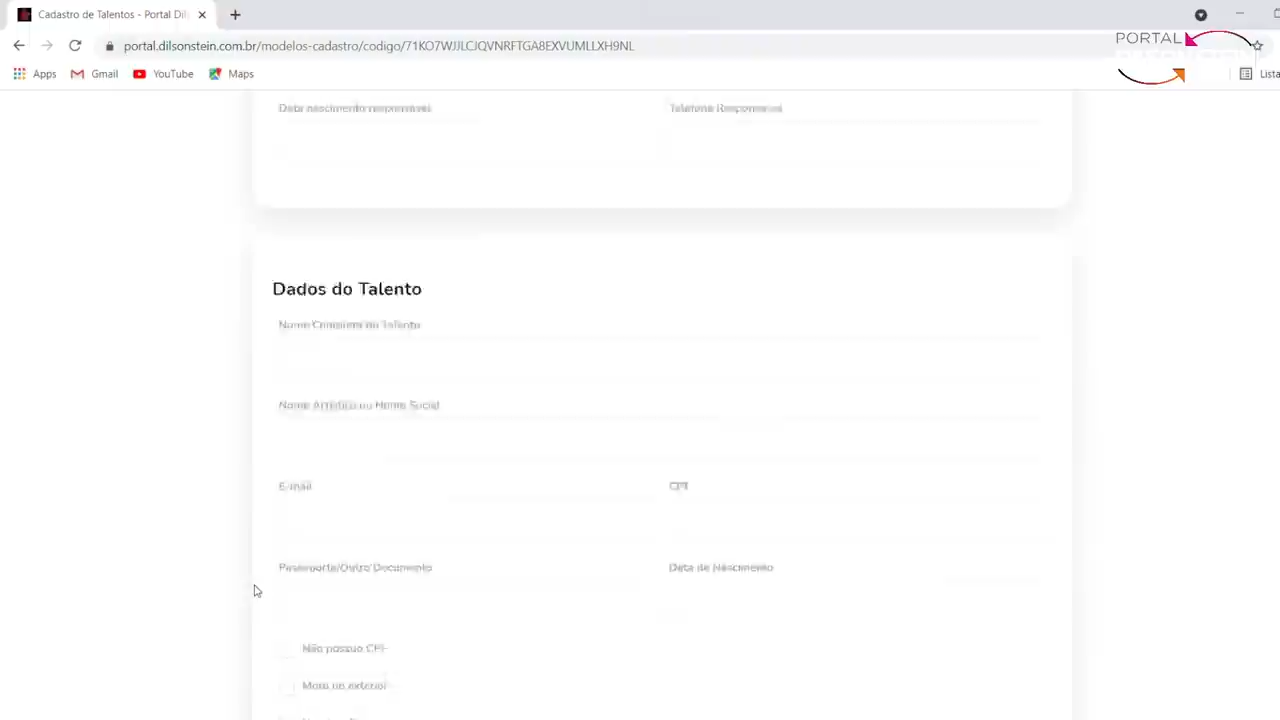 Cadastro de Talentos - Portal Dil
portal.dilsonstein.com.br/modelos-cadastro/codigo/71KO7WJJLCJQVNRFTGA8EXVUMLLXH9NL
PORTAL
Apps Gmail YouTube Maps Lista
Data nascimento responsável Telefone Responsável
Dados do Talento
Nome Completo do Talento
Nome Artístico ou Nome Social
E-mail CPF
Passaporte/Outro Documento Data de Nascimento
Não possuo CPF
Mora no exterior